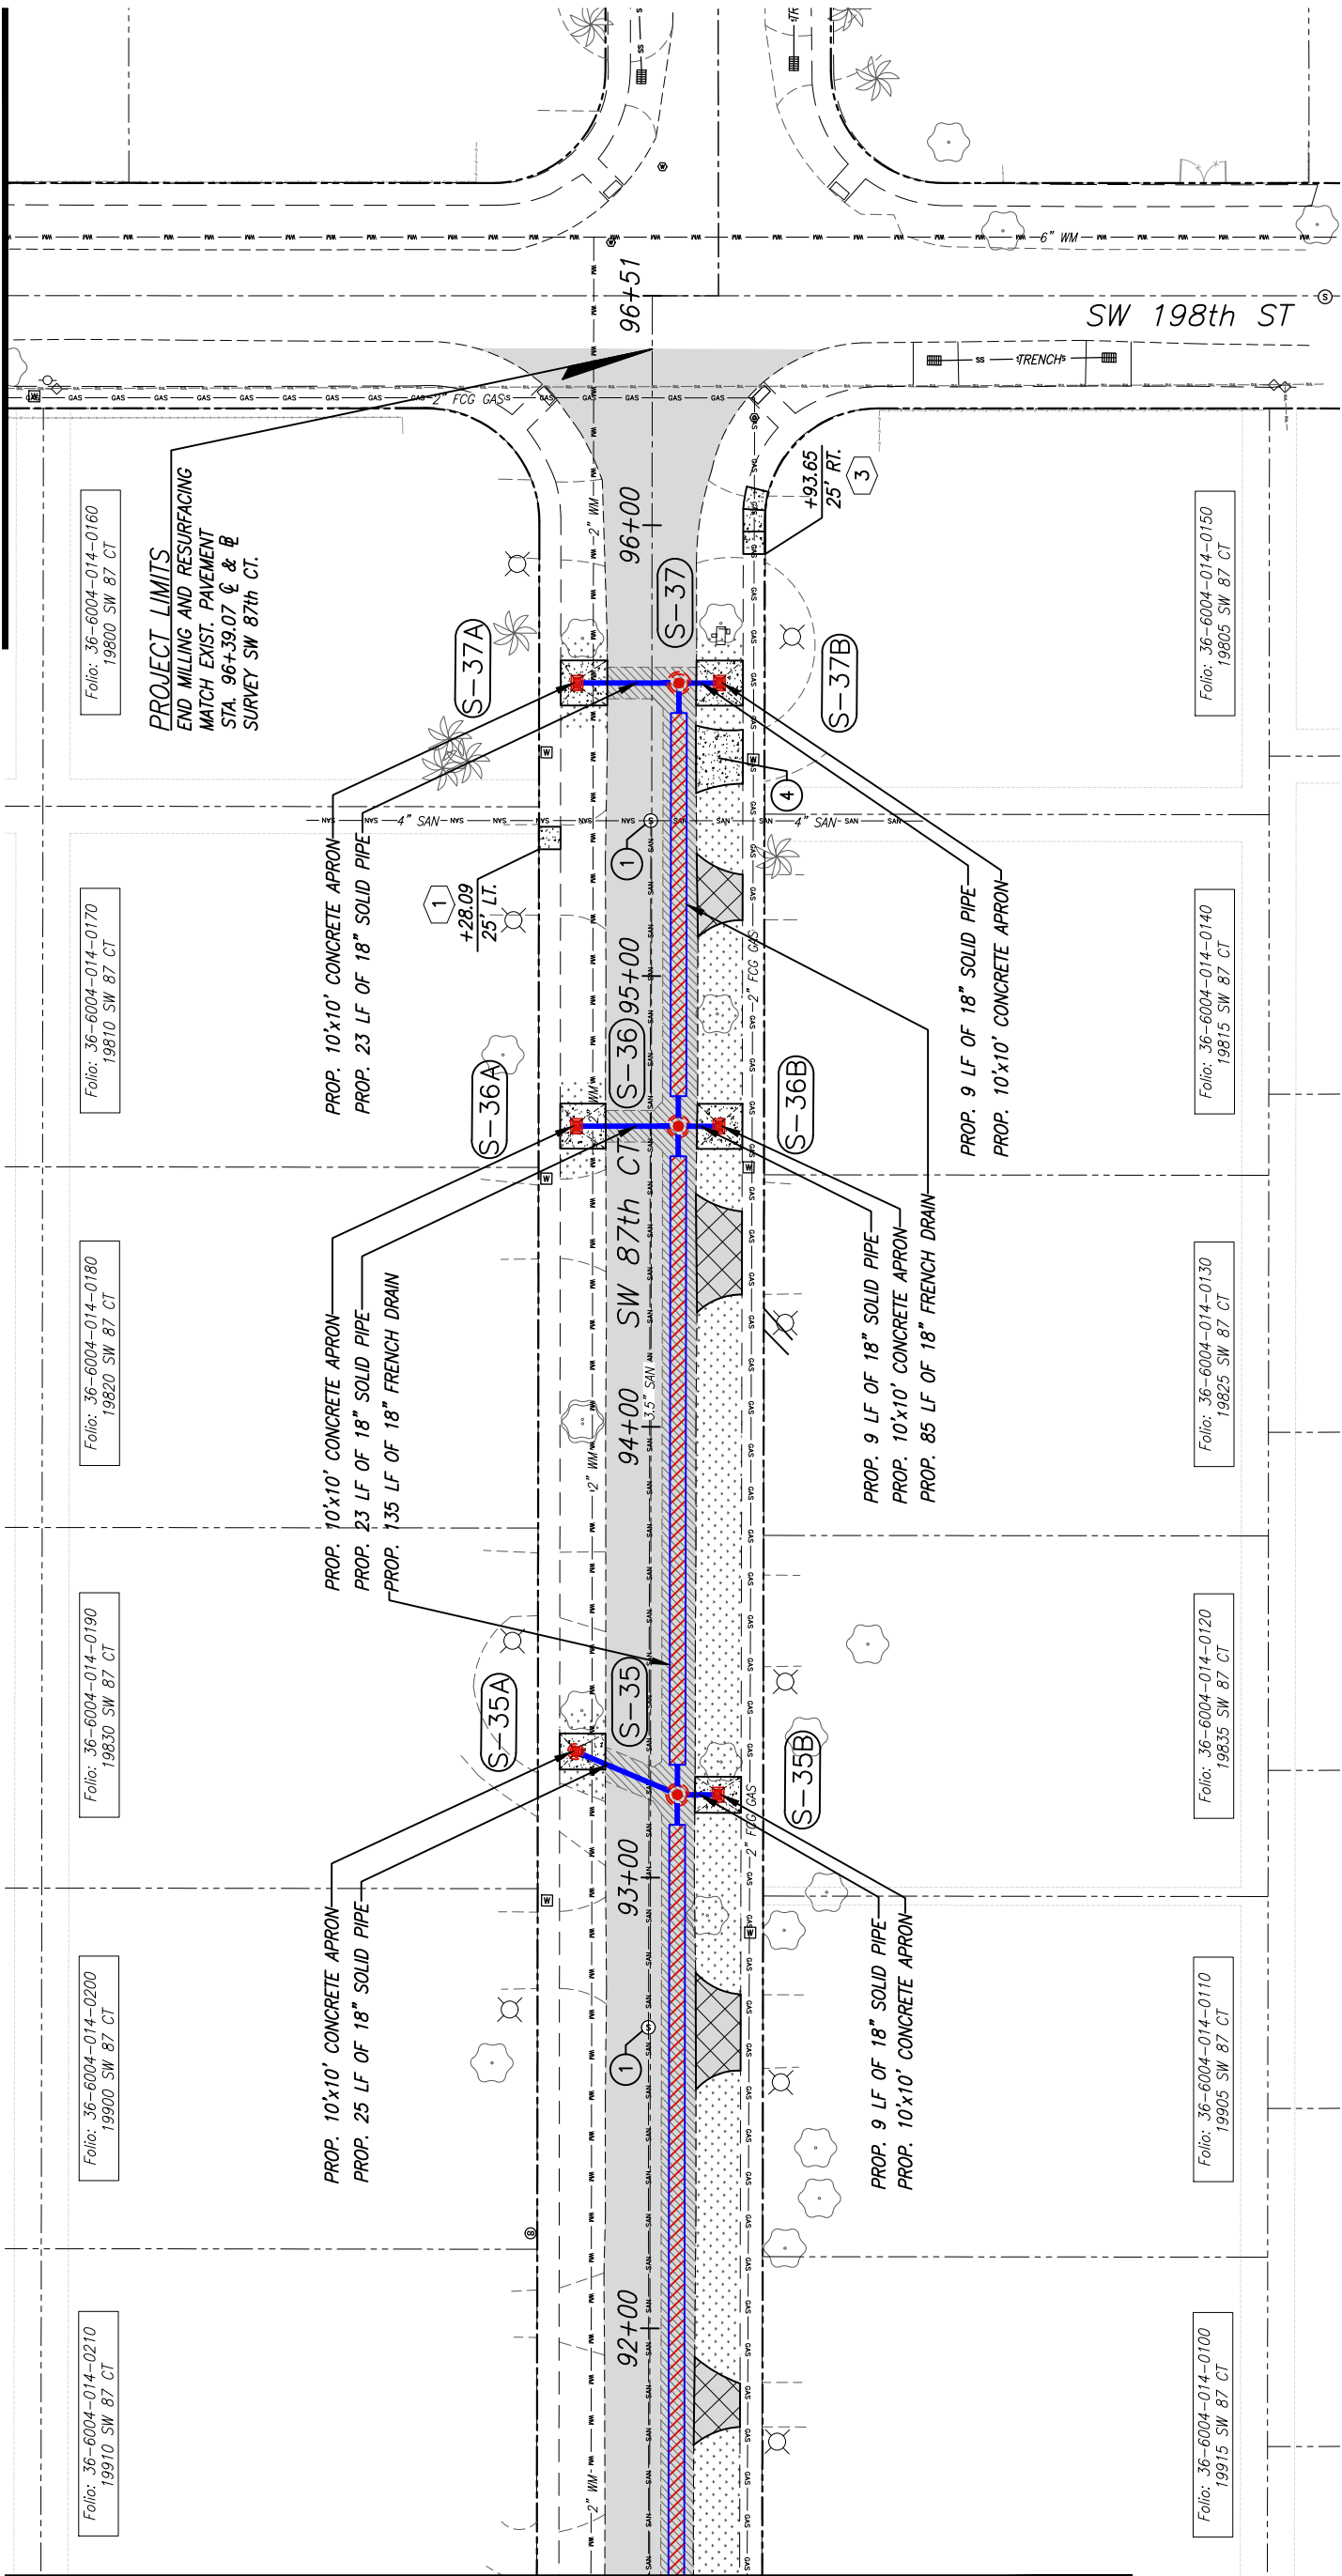 SW 198th ST
6" WM
96+51
TRENCH
2" FCG GAS
Folio: 36-6004-014-0160
19800 SW 87 CT
PROJECT LIMITS
END MILLING AND RESURFACING
MATCH EXIST. PAVEMENT
STA. 96+39.07 ℄ & B̵L
SURVEY SW 87th CT.
2" WM
96+00
+93.65
25' RT.
3
Folio: 36-6004-014-0150
19805 SW 87 CT
S-37A
S-37
S-37B
PROP. 10'x10' CONCRETE APRON
PROP. 23 LF OF 18" SOLID PIPE
4" SAN
4" SAN
4
1
1
+28.09
25' LT.
PROP. 9 LF OF 18" SOLID PIPE
PROP. 10'x10' CONCRETE APRON
Folio: 36-6004-014-0170
19810 SW 87 CT
Folio: 36-6004-014-0140
19815 SW 87 CT
95+00
2" FCG GAS
S-36A
S-36
S-36B
2" WM
SW 87th CT
PROP. 10'x10' CONCRETE APRON
PROP. 23 LF OF 18" SOLID PIPE
PROP. 135 LF OF 18" FRENCH DRAIN
PROP. 9 LF OF 18" SOLID PIPE
PROP. 10'x10' CONCRETE APRON
PROP. 85 LF OF 18" FRENCH DRAIN
Folio: 36-6004-014-0180
19820 SW 87 CT
Folio: 36-6004-014-0130
19825 SW 87 CT
3.5" SAN
94+00
2" WM
Folio: 36-6004-014-0190
19830 SW 87 CT
Folio: 36-6004-014-0120
19835 SW 87 CT
S-35A
S-35
S-35B
2" FCG GAS
93+00
PROP. 10'x10' CONCRETE APRON
PROP. 25 LF OF 18" SOLID PIPE
PROP. 9 LF OF 18" SOLID PIPE
PROP. 10'x10' CONCRETE APRON
1
Folio: 36-6004-014-0200
19900 SW 87 CT
Folio: 36-6004-014-0110
19905 SW 87 CT
92+00
2" WM
Folio: 36-6004-014-0210
19910 SW 87 CT
Folio: 36-6004-014-0100
19915 SW 87 CT